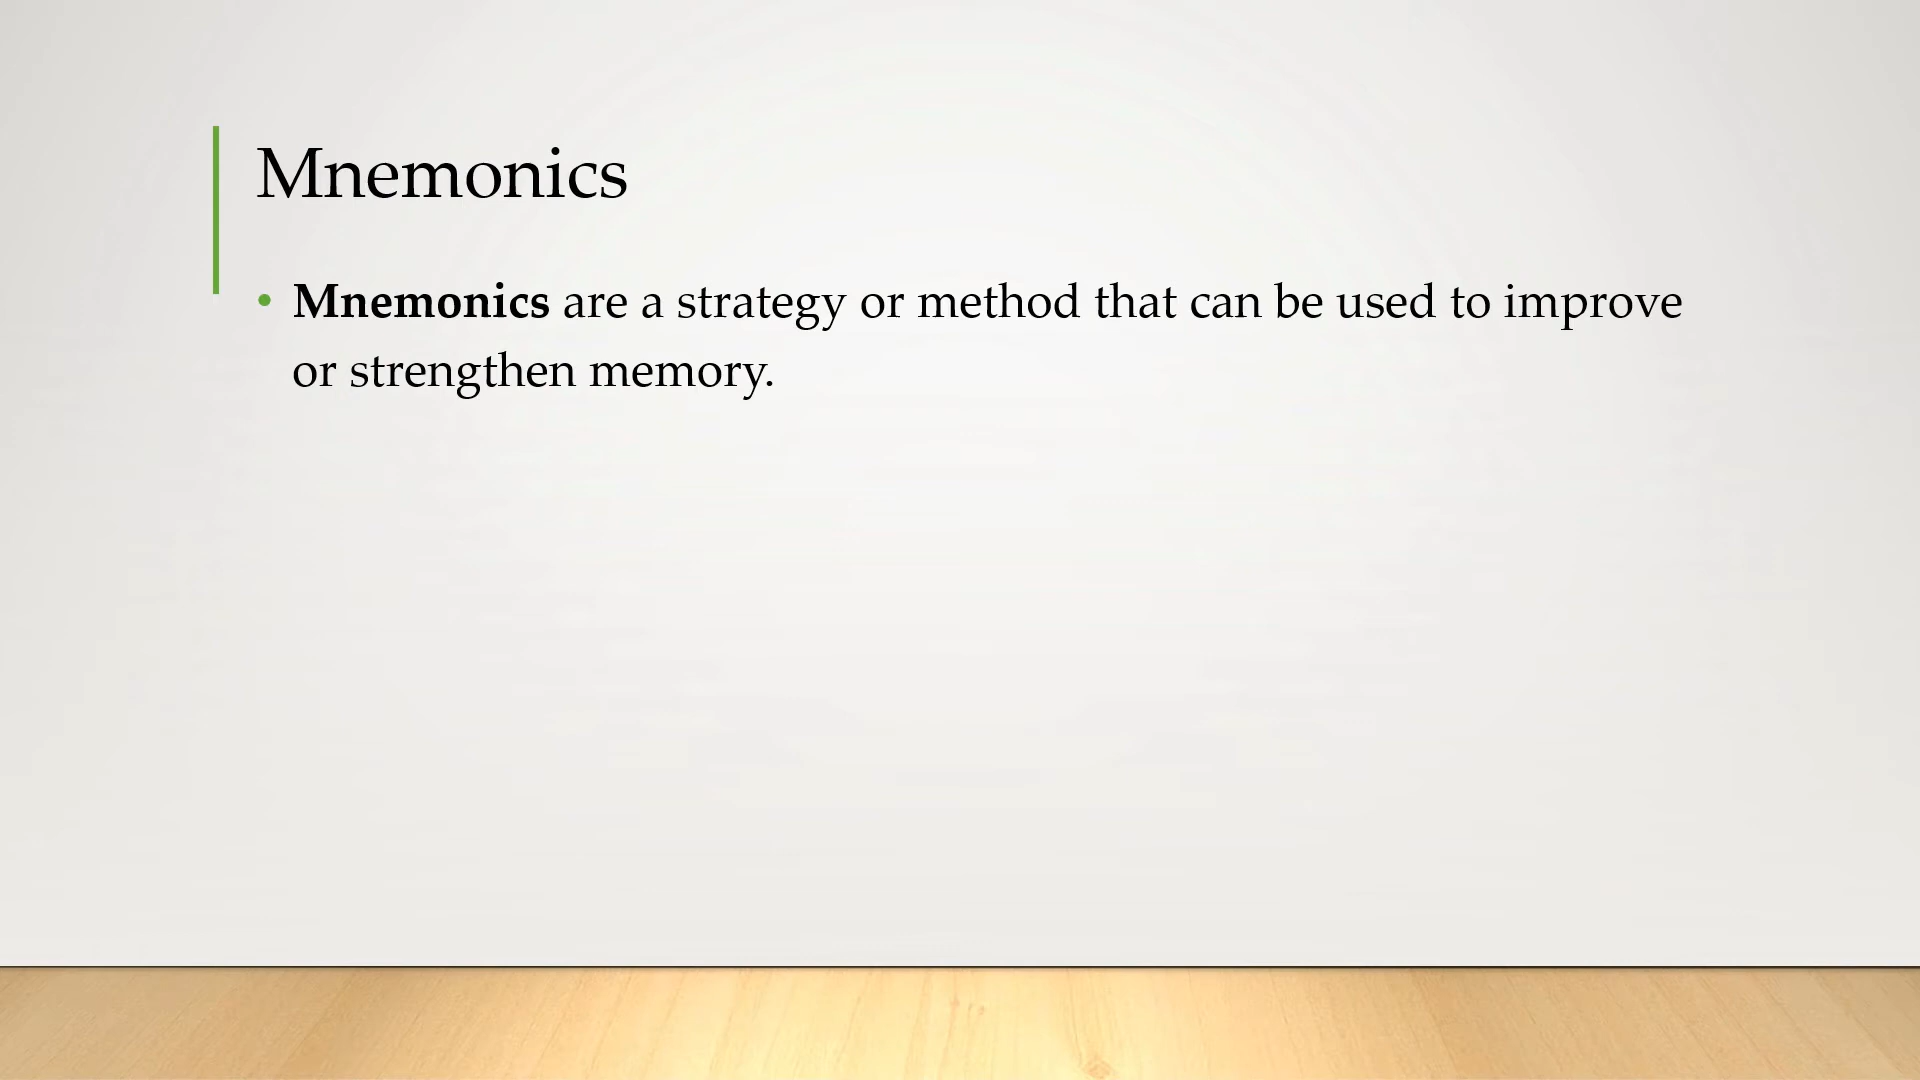 Mnemonics
• Mnemonics are a strategy or method that can be used to improve
or strengthen memory.